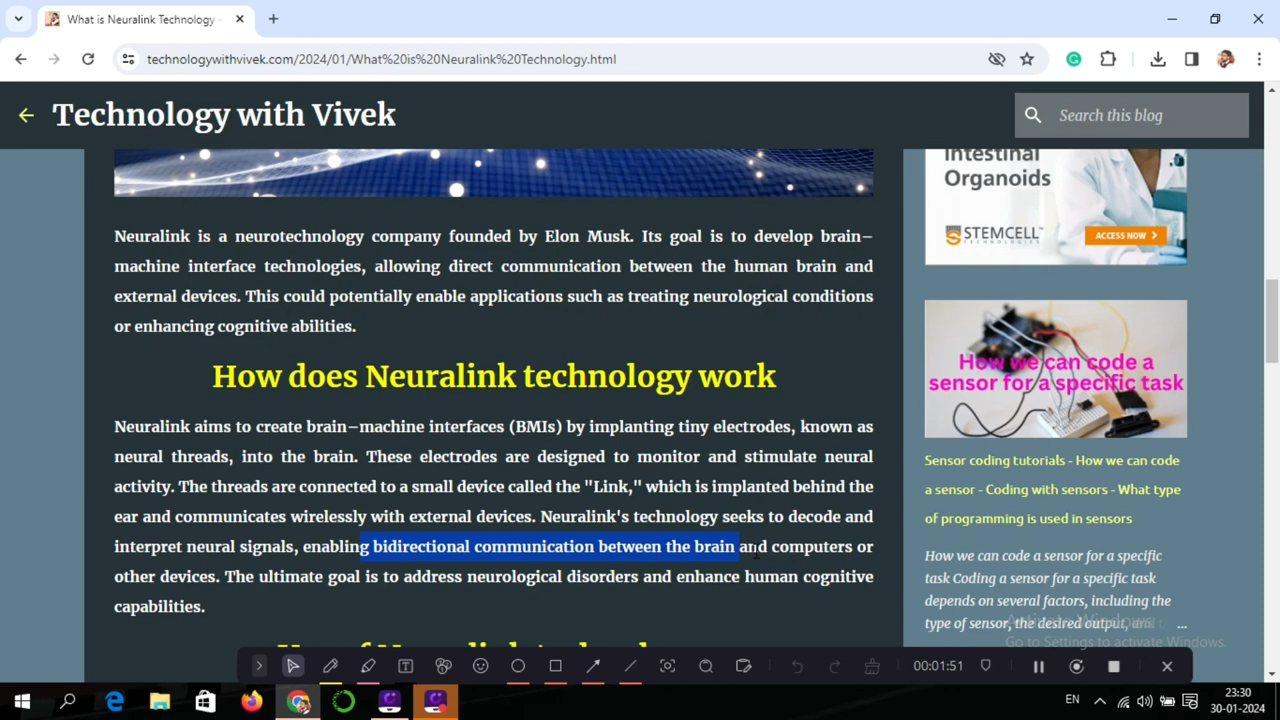 What is Neuralink Technology -
technologywithvivek.com/2024/01/What%20is%20Neuralink%20Technology.html
Technology with Vivek
Search this blog
Intestinal
Organoids
STEMCELL
TECHNOLOGIES
ACCESS NOW
Neuralink is a neurotechnology company founded by Elon Musk. Its goal is to develop brain–
machine interface technologies, allowing direct communication between the human brain and
external devices. This could potentially enable applications such as treating neurological conditions
or enhancing cognitive abilities.
How does Neuralink technology work
Neuralink aims to create brain–machine interfaces (BMIs) by implanting tiny electrodes, known as
neural threads, into the brain. These electrodes are designed to monitor and stimulate neural
activity. The threads are connected to a small device called the "Link," which is implanted behind the
ear and communicates wirelessly with external devices. Neuralink's technology seeks to decode and
interpret neural signals, enabling bidirectional communication between the brain and computers or
other devices. The ultimate goal is to address neurological disorders and enhance human cognitive
capabilities.
How we can code a
sensor for a specific task
Sensor coding tutorials - How we can code
a sensor - Coding with sensors - What type
of programming is used in sensors
How we can code a sensor for a specific
task Coding a sensor for a specific task
depends on several factors, including the
type of sensor, the desired output, and
...
Activate Windows
Go to Settings to activate Windows.
00:01:51
EN
23:30
30-01-2024